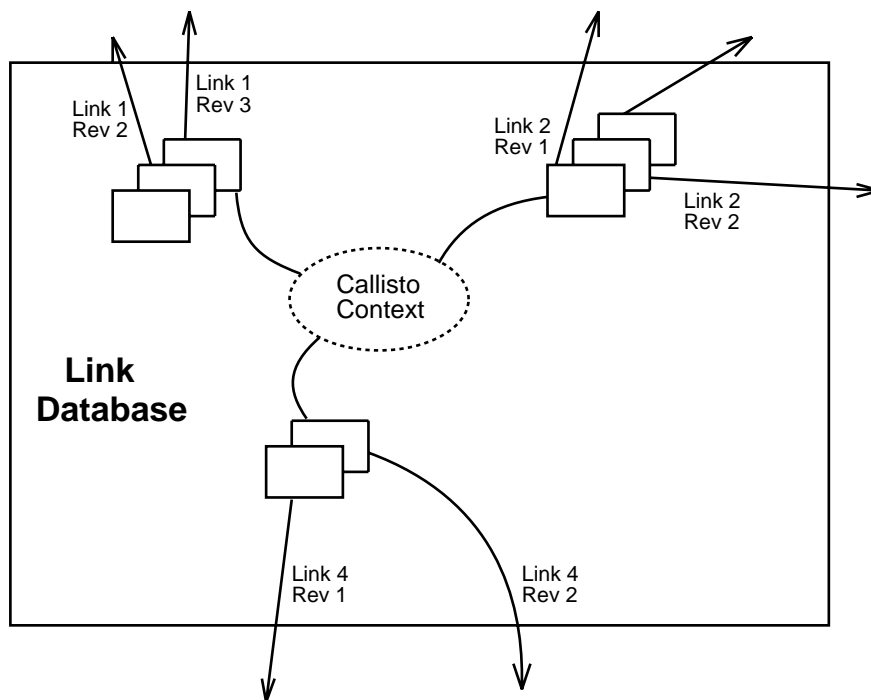 Link 1
Rev 3
Link 1
Rev 2
Link 2
Rev 1
Link 2
Rev 2
Callisto
Context
Link
Database
Link 4
Rev 1
Link 4
Rev 2